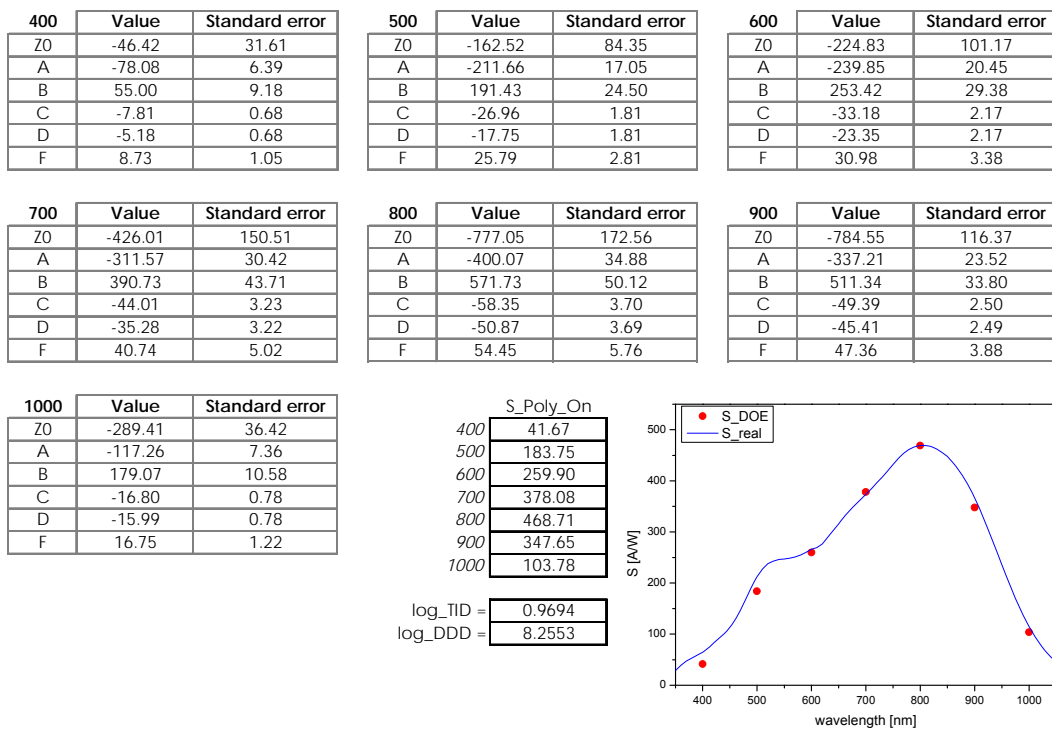 400 Value Standard error
Z0 -46.42 31.61
A -78.08 6.39
B 55.00 9.18
C -7.81 0.68
D -5.18 0.68
F 8.73 1.05
500 Value Standard error
Z0 -162.52 84.35
A -211.66 17.05
B 191.43 24.50
C -26.96 1.81
D -17.75 1.81
F 25.79 2.81
600 Value Standard error
Z0 -224.83 101.17
A -239.85 20.45
B 253.42 29.38
C -33.18 2.17
D -23.35 2.17
F 30.98 3.38
700 Value Standard error
Z0 -426.01 150.51
A -311.57 30.42
B 390.73 43.71
C -44.01 3.23
D -35.28 3.22
F 40.74 5.02
800 Value Standard error
Z0 -777.05 172.56
A -400.07 34.88
B 571.73 50.12
C -58.35 3.70
D -50.87 3.69
F 54.45 5.76
900 Value Standard error
Z0 -784.55 116.37
A -337.21 23.52
B 511.34 33.80
C -49.39 2.50
D -45.41 2.49
F 47.36 3.88
1000 Value Standard error
Z0 -289.41 36.42
A -117.26 7.36
B 179.07 10.58
C -16.80 0.78
D -15.99 0.78
F 16.75 1.22
S_Poly_On
400 41.67
500 183.75
600 259.90
700 378.08
800 468.71
900 347.65
1000 103.78
log_TID = 0.9694
log_DDD = 8.2553
S_DOE
S_real
500
400
300
200
100
0
S [A/W]
400 500 600 700 800 900 1000
wavelength [nm]